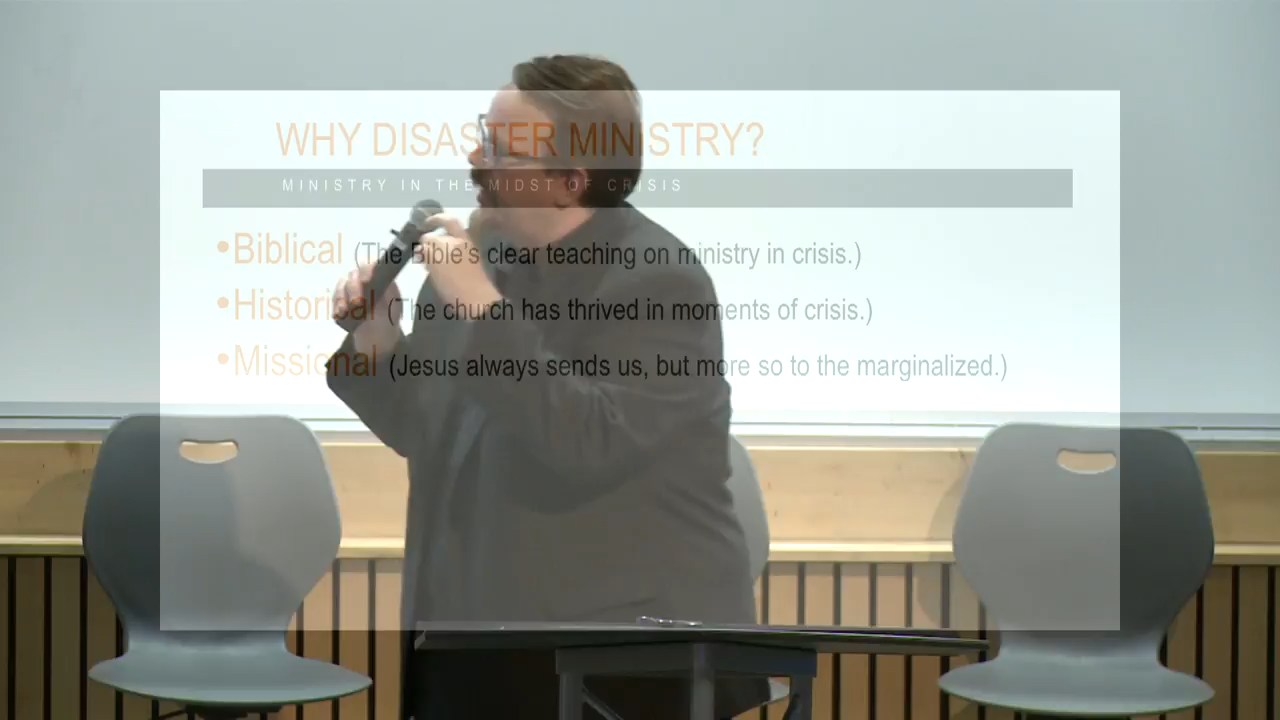 WHY DISASTER MINISTRY?
MINISTRY IN THE MIDST OF CRISIS
•Biblical (The Bible's clear teaching on ministry in crisis.)
•Historical (The church has thrived in moments of crisis.)
•Missional (Jesus always sends us, but more so to the marginalized.)